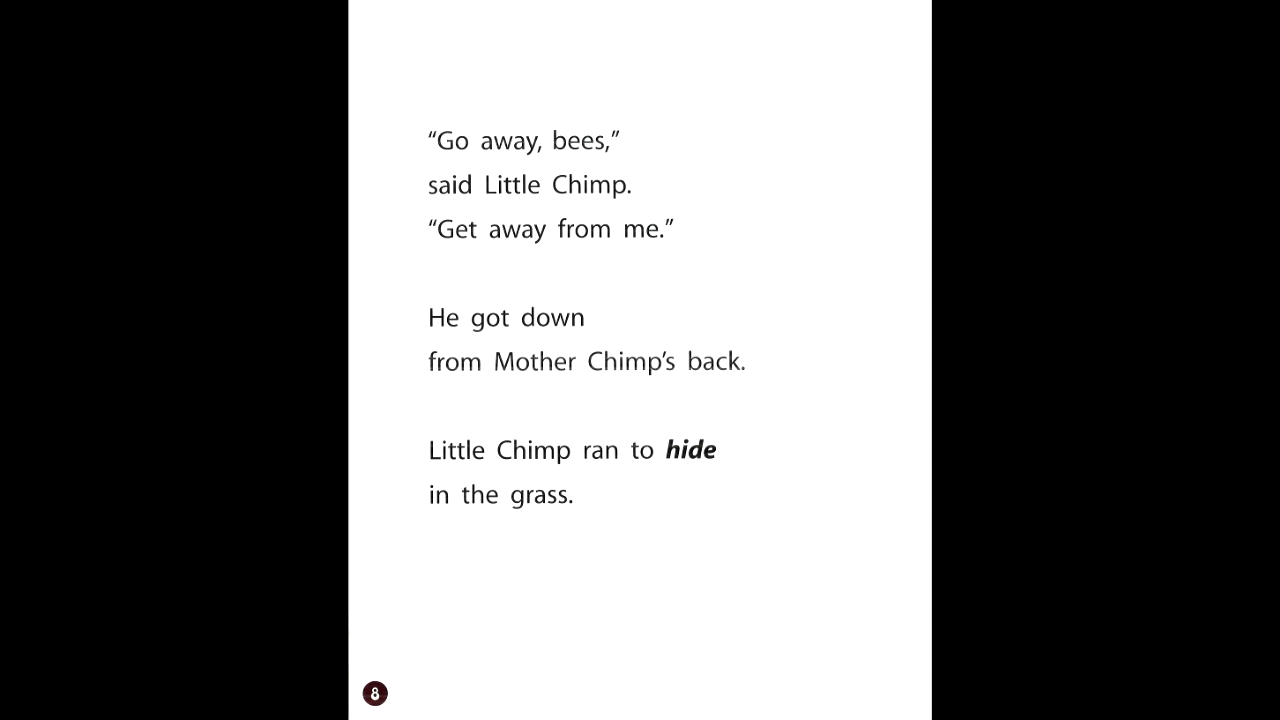 “Go away, bees,”
said Little Chimp.
“Get away from me.”
He got down
from Mother Chimp’s back.
Little Chimp ran to hide
in the grass.
8